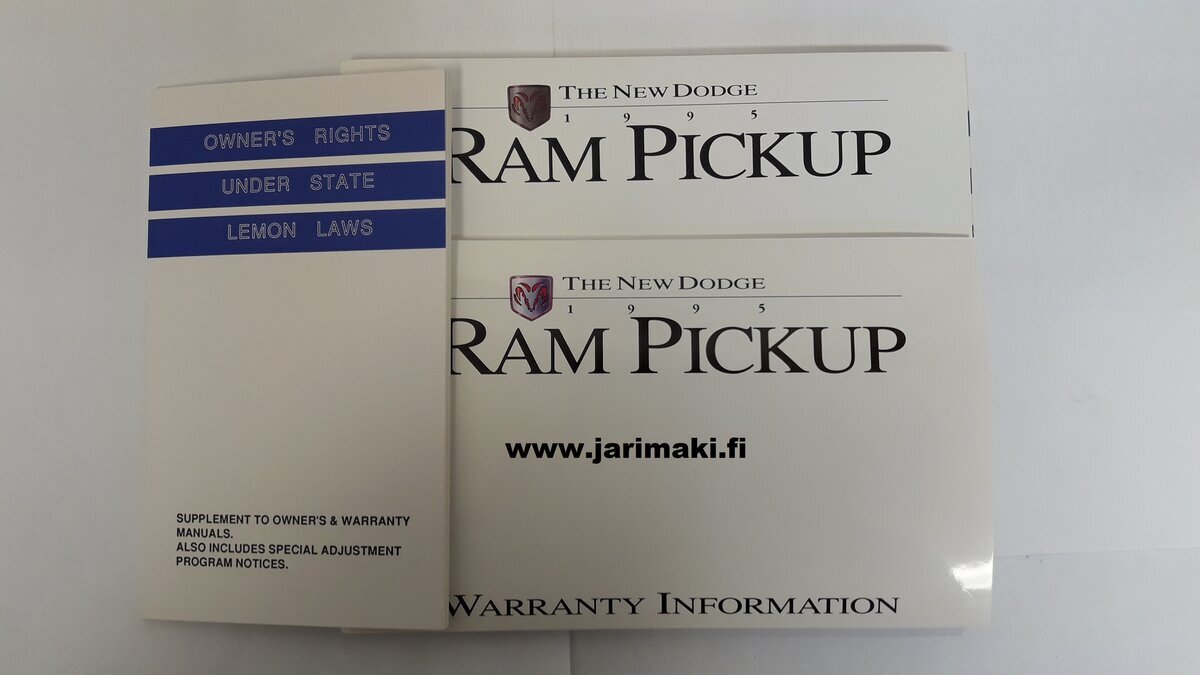 OWNER'S RIGHTS
UNDER STATE
LEMON LAWS
SUPPLEMENT TO OWNER'S & WARRANTY
MANUALS.
ALSO INCLUDES SPECIAL ADJUSTMENT
PROGRAM NOTICES.
THE NEW DODGE
1995
RAM PICKUP
THE NEW DODGE
1995
RAM PICKUP
www.jarimaki.fi
WARRANTY INFORMATION